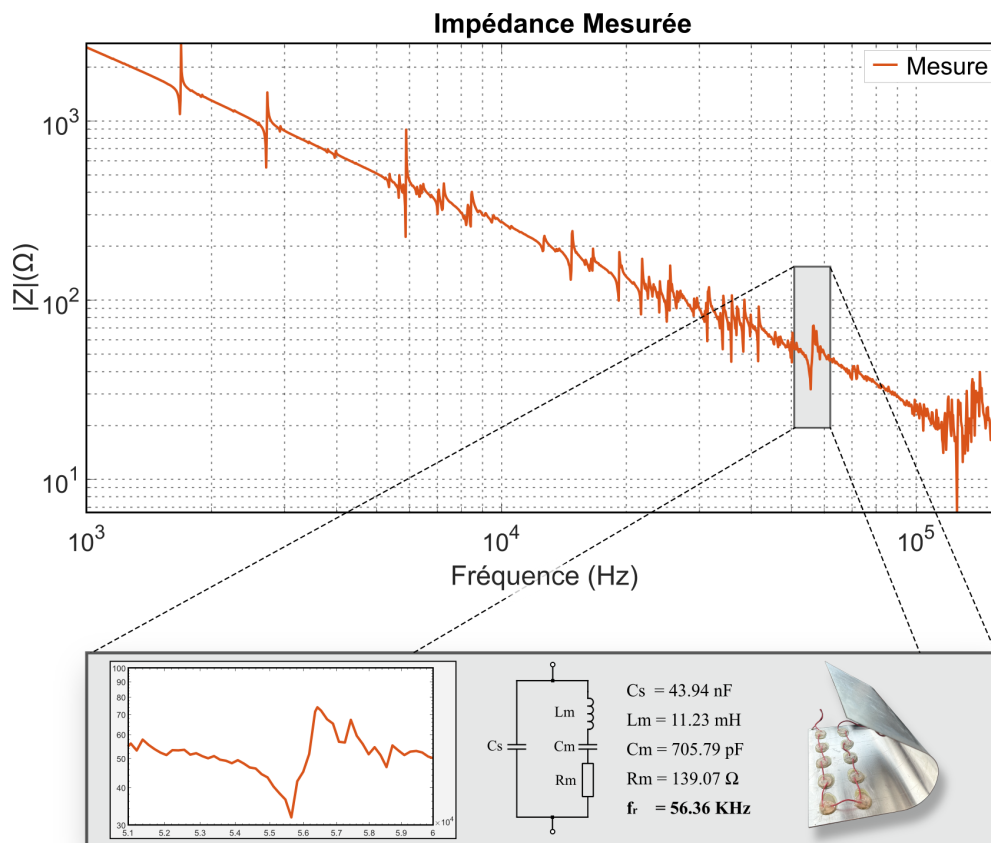 Impédance Mesurée
Mesure
|Z|(Ω)
10³
10²
10¹
10³
10⁴
10⁵
Fréquence (Hz)
100
90
80
70
60
50
40
30
5.1
5.2
5.3
5.4
5.5
5.6
5.7
5.8
5.9
6
×10⁴
Cs
Lm
Cm
Rm
Cs = 43.94 nF
Lm = 11.23 mH
Cm = 705.79 pF
Rm = 139.07 Ω
fr = 56.36 KHz